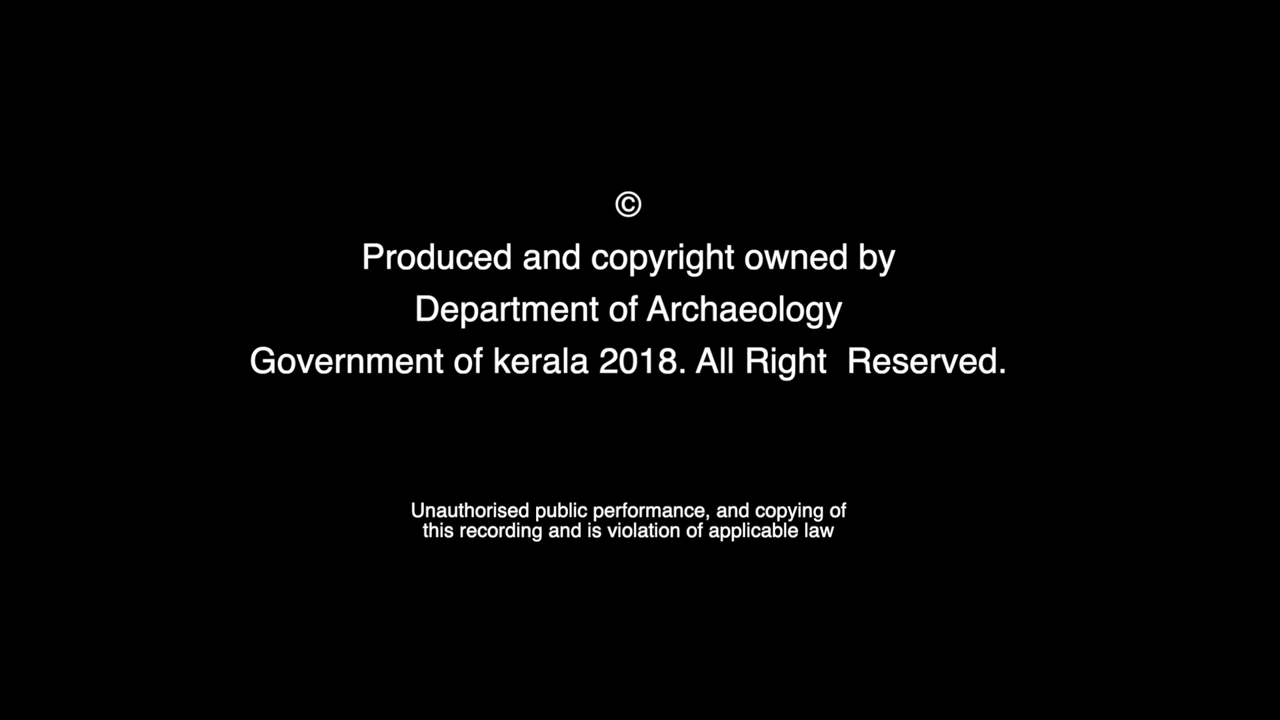 ©
Produced and copyright owned by
Department of Archaeology
Government of kerala 2018. All Right  Reserved.
Unauthorised public performance, and copying of
this recording and is violation of applicable law